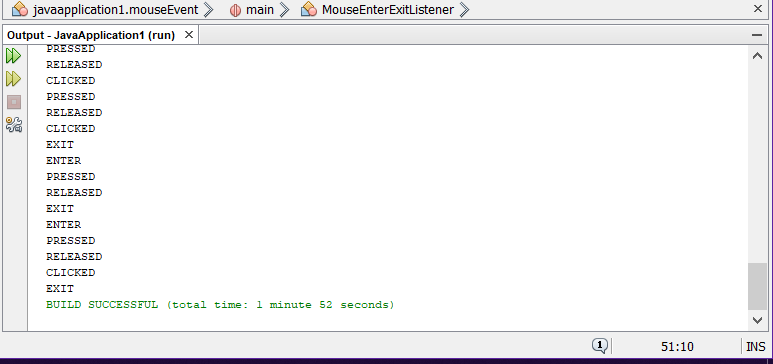 javaapplication1.mouseEvent main MouseEnterExitListener
Output - JavaApplication1 (run)
PRESSED
RELEASED
CLICKED
PRESSED
RELEASED
CLICKED
EXIT
ENTER
PRESSED
RELEASED
EXIT
ENTER
PRESSED
RELEASED
CLICKED
EXIT
BUILD SUCCESSFUL (total time: 1 minute 52 seconds)
1 51:10 INS